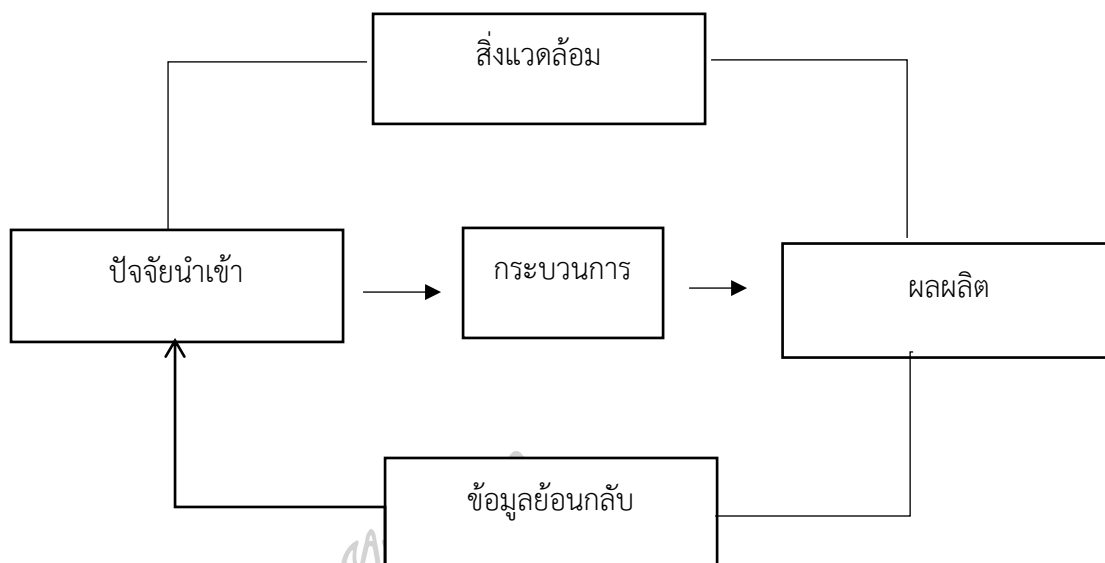 สิ่งแวดล้อม
ปัจจัยนำเข้า
กระบวนการ
ผลผลิต
ข้อมูลย้อนกลับ